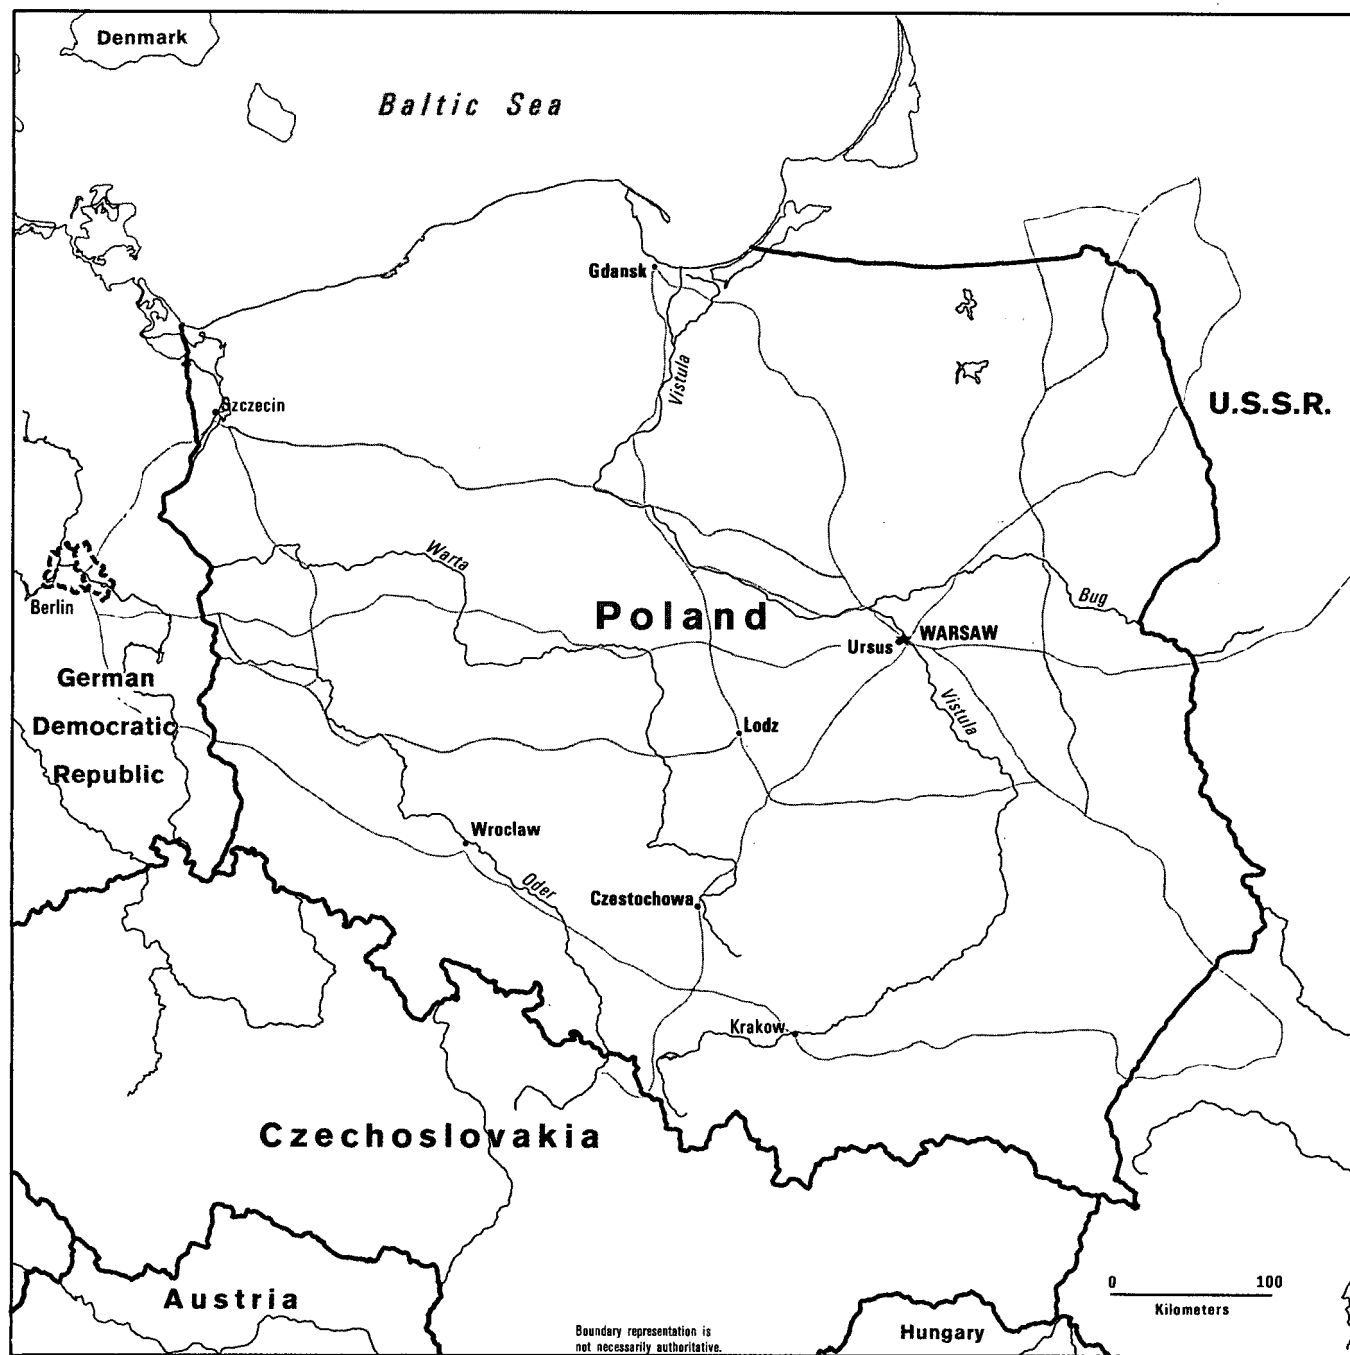 Denmark
Baltic Sea
Gdansk
Vistula
U.S.S.R.
Szczecin
Warta
Berlin
Poland
Bug
Ursus
WARSAW
German
Democratic
Republic
Vistula
Lodz
Wroclaw
Oder
Czestochowa
Krakow
Czechoslovakia
0 100
Kilometers
Austria
Hungary
Boundary representation is
not necessarily authoritative.